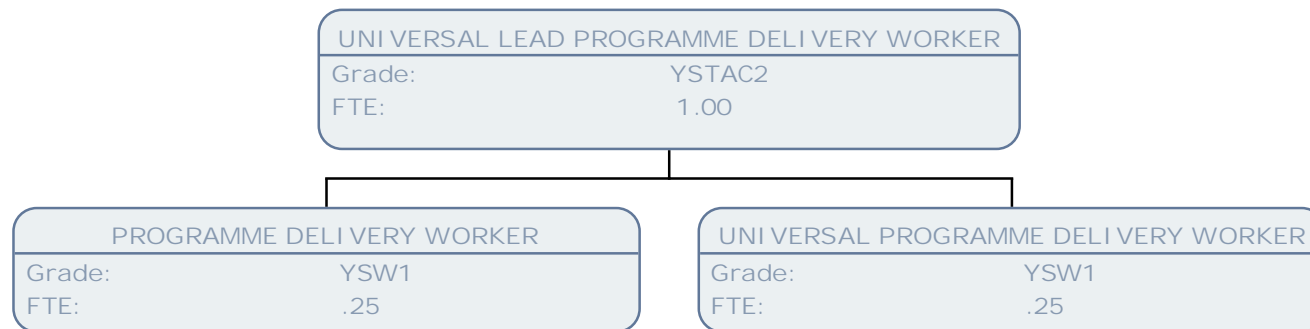 UNIVERSAL LEAD PROGRAMME DELIVERY WORKER
Grade: YSTAC2
FTE: 1.00
PROGRAMME DELIVERY WORKER
Grade: YSW1
FTE: .25
UNIVERSAL PROGRAMME DELIVERY WORKER
Grade: YSW1
FTE: .25